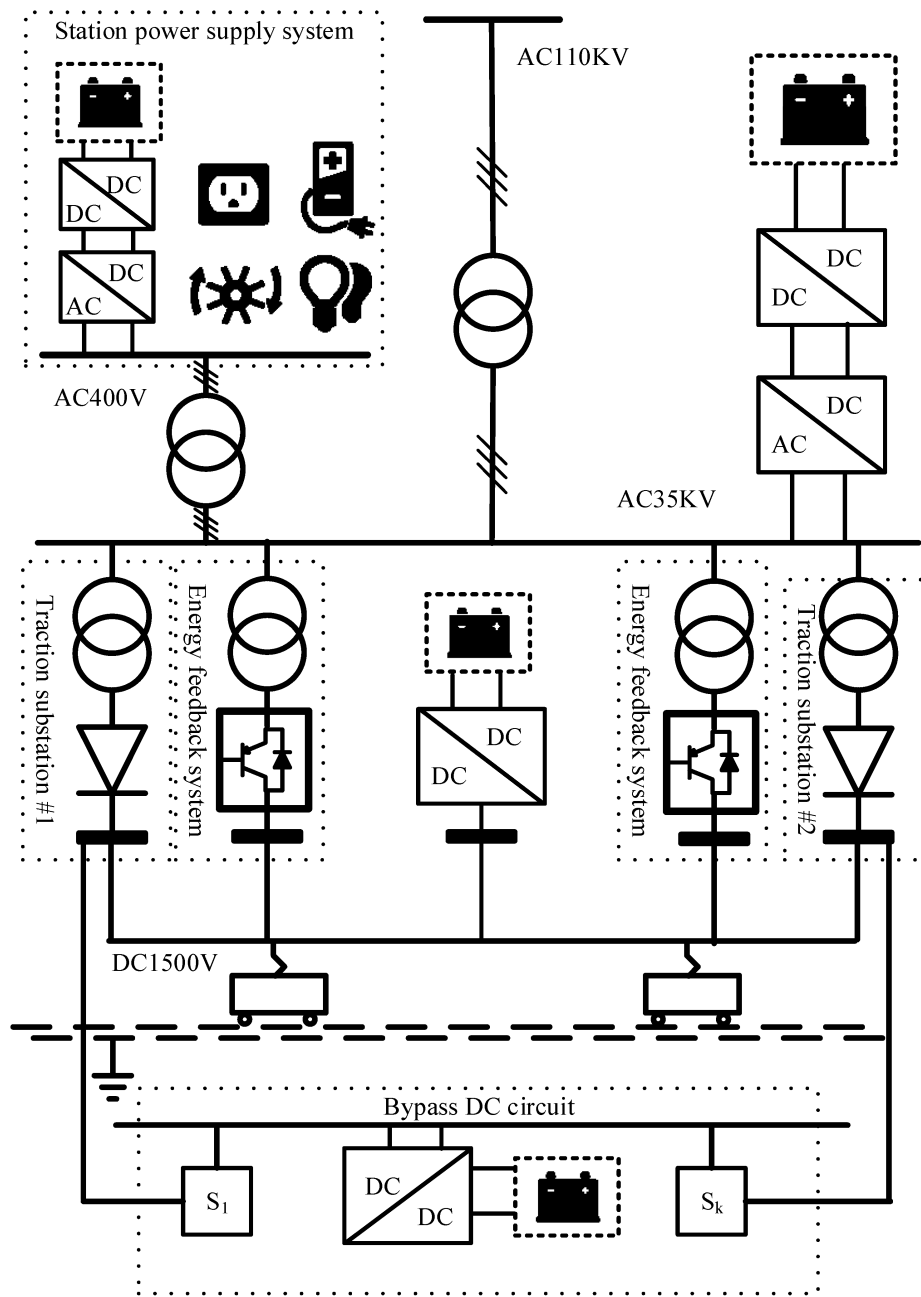 Station power supply system
AC110KV
DC
DC
DC
AC
DC
DC
DC
AC
AC400V
AC35KV
Traction substation #1
Energy feedback system
DC
DC
Energy feedback system
Traction substation #2
DC1500V
Bypass DC circuit
S1
DC
DC
Sk